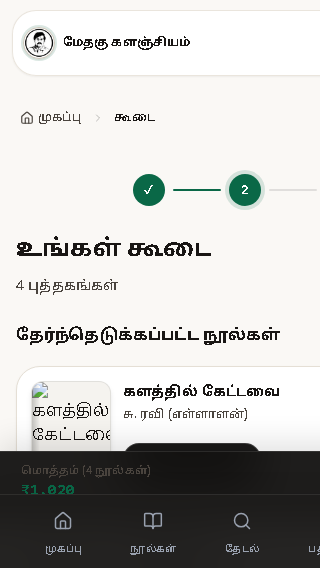 மேதகு களஞ்சியம்
முகப்பு
கூடை
2
உங்கள் கூடை
4 புத்தகங்கள்
தேர்ந்தெடுக்கப்பட்ட நூல்கள்
களத்தில் கேட்டவை
சு. ரவி (எள்ளாளன்)
களத்தில்
கேட்டவை
மொத்தம் (4 நூல்கள்)
₹1,020
முகப்பு
நூல்கள்
தேடல்